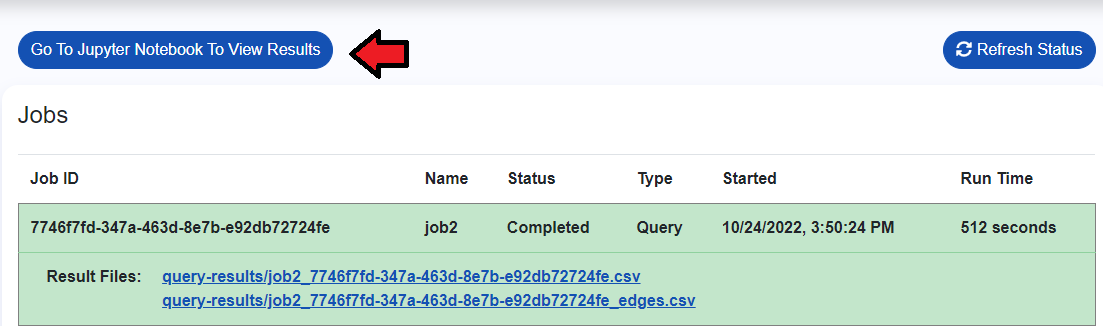 Go To Jupyter Notebook To View Results
Refresh Status
Jobs
Job ID Name Status Type Started Run Time
7746f7fd-347a-463d-8e7b-e92db72724fe job2 Completed Query 10/24/2022, 3:50:24 PM 512 seconds
Result Files: query-results/job2_7746f7fd-347a-463d-8e7b-e92db72724fe.csv
query-results/job2_7746f7fd-347a-463d-8e7b-e92db72724fe_edges.csv